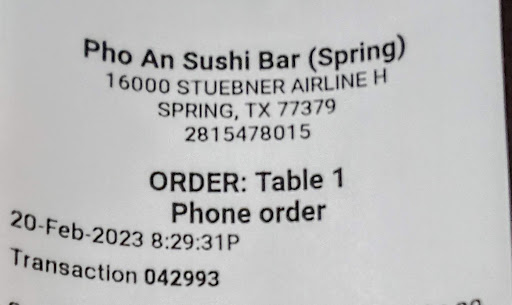 Pho An Sushi Bar (Spring)
16000 STUEBNER AIRLINE H
SPRING, TX 77379
2815478015
ORDER: Table 1
Phone order
20-Feb-2023 8:29:31P
Transaction 042993